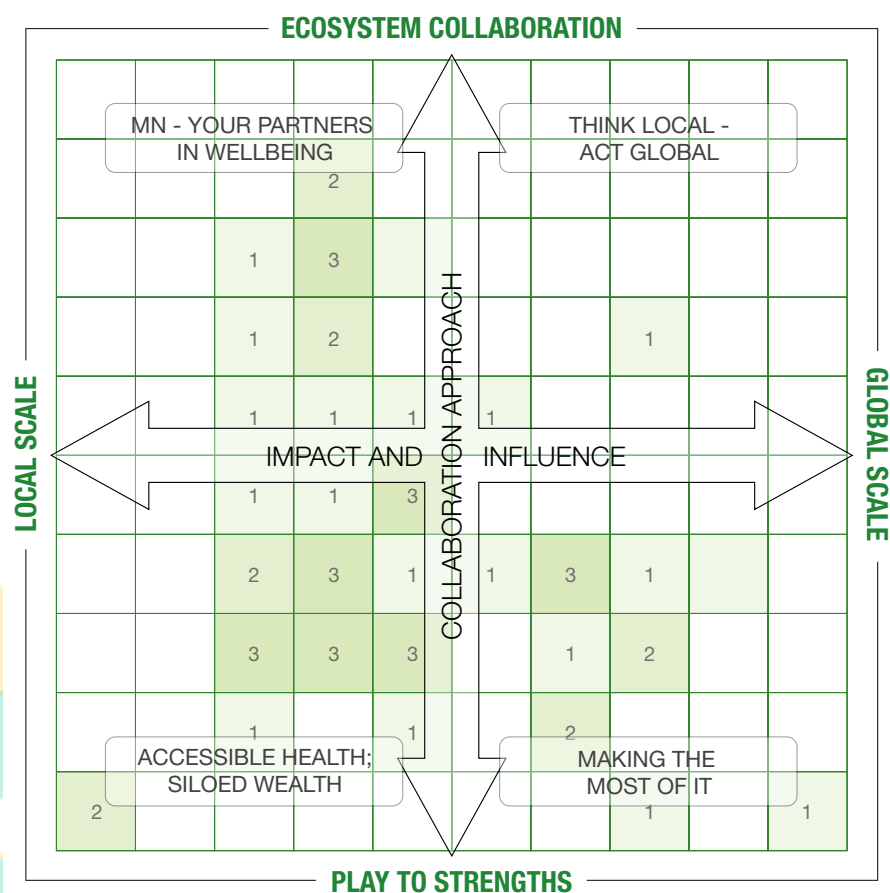 ECOSYSTEM COLLABORATION
MN - YOUR PARTNERS
IN WELLBEING
THINK LOCAL -
ACT GLOBAL
2
1 3
1 2 1
1 1 1 1
LOCAL SCALE
IMPACT AND INFLUENCE
COLLABORATION APPROACH
GLOBAL SCALE
1 1 3
2 3 1 1 3 1
3 3 3 1 2
1 1 2
ACCESSIBLE HEALTH;
SILOED WEALTH
MAKING THE
MOST OF IT
2 1 1
PLAY TO STRENGTHS